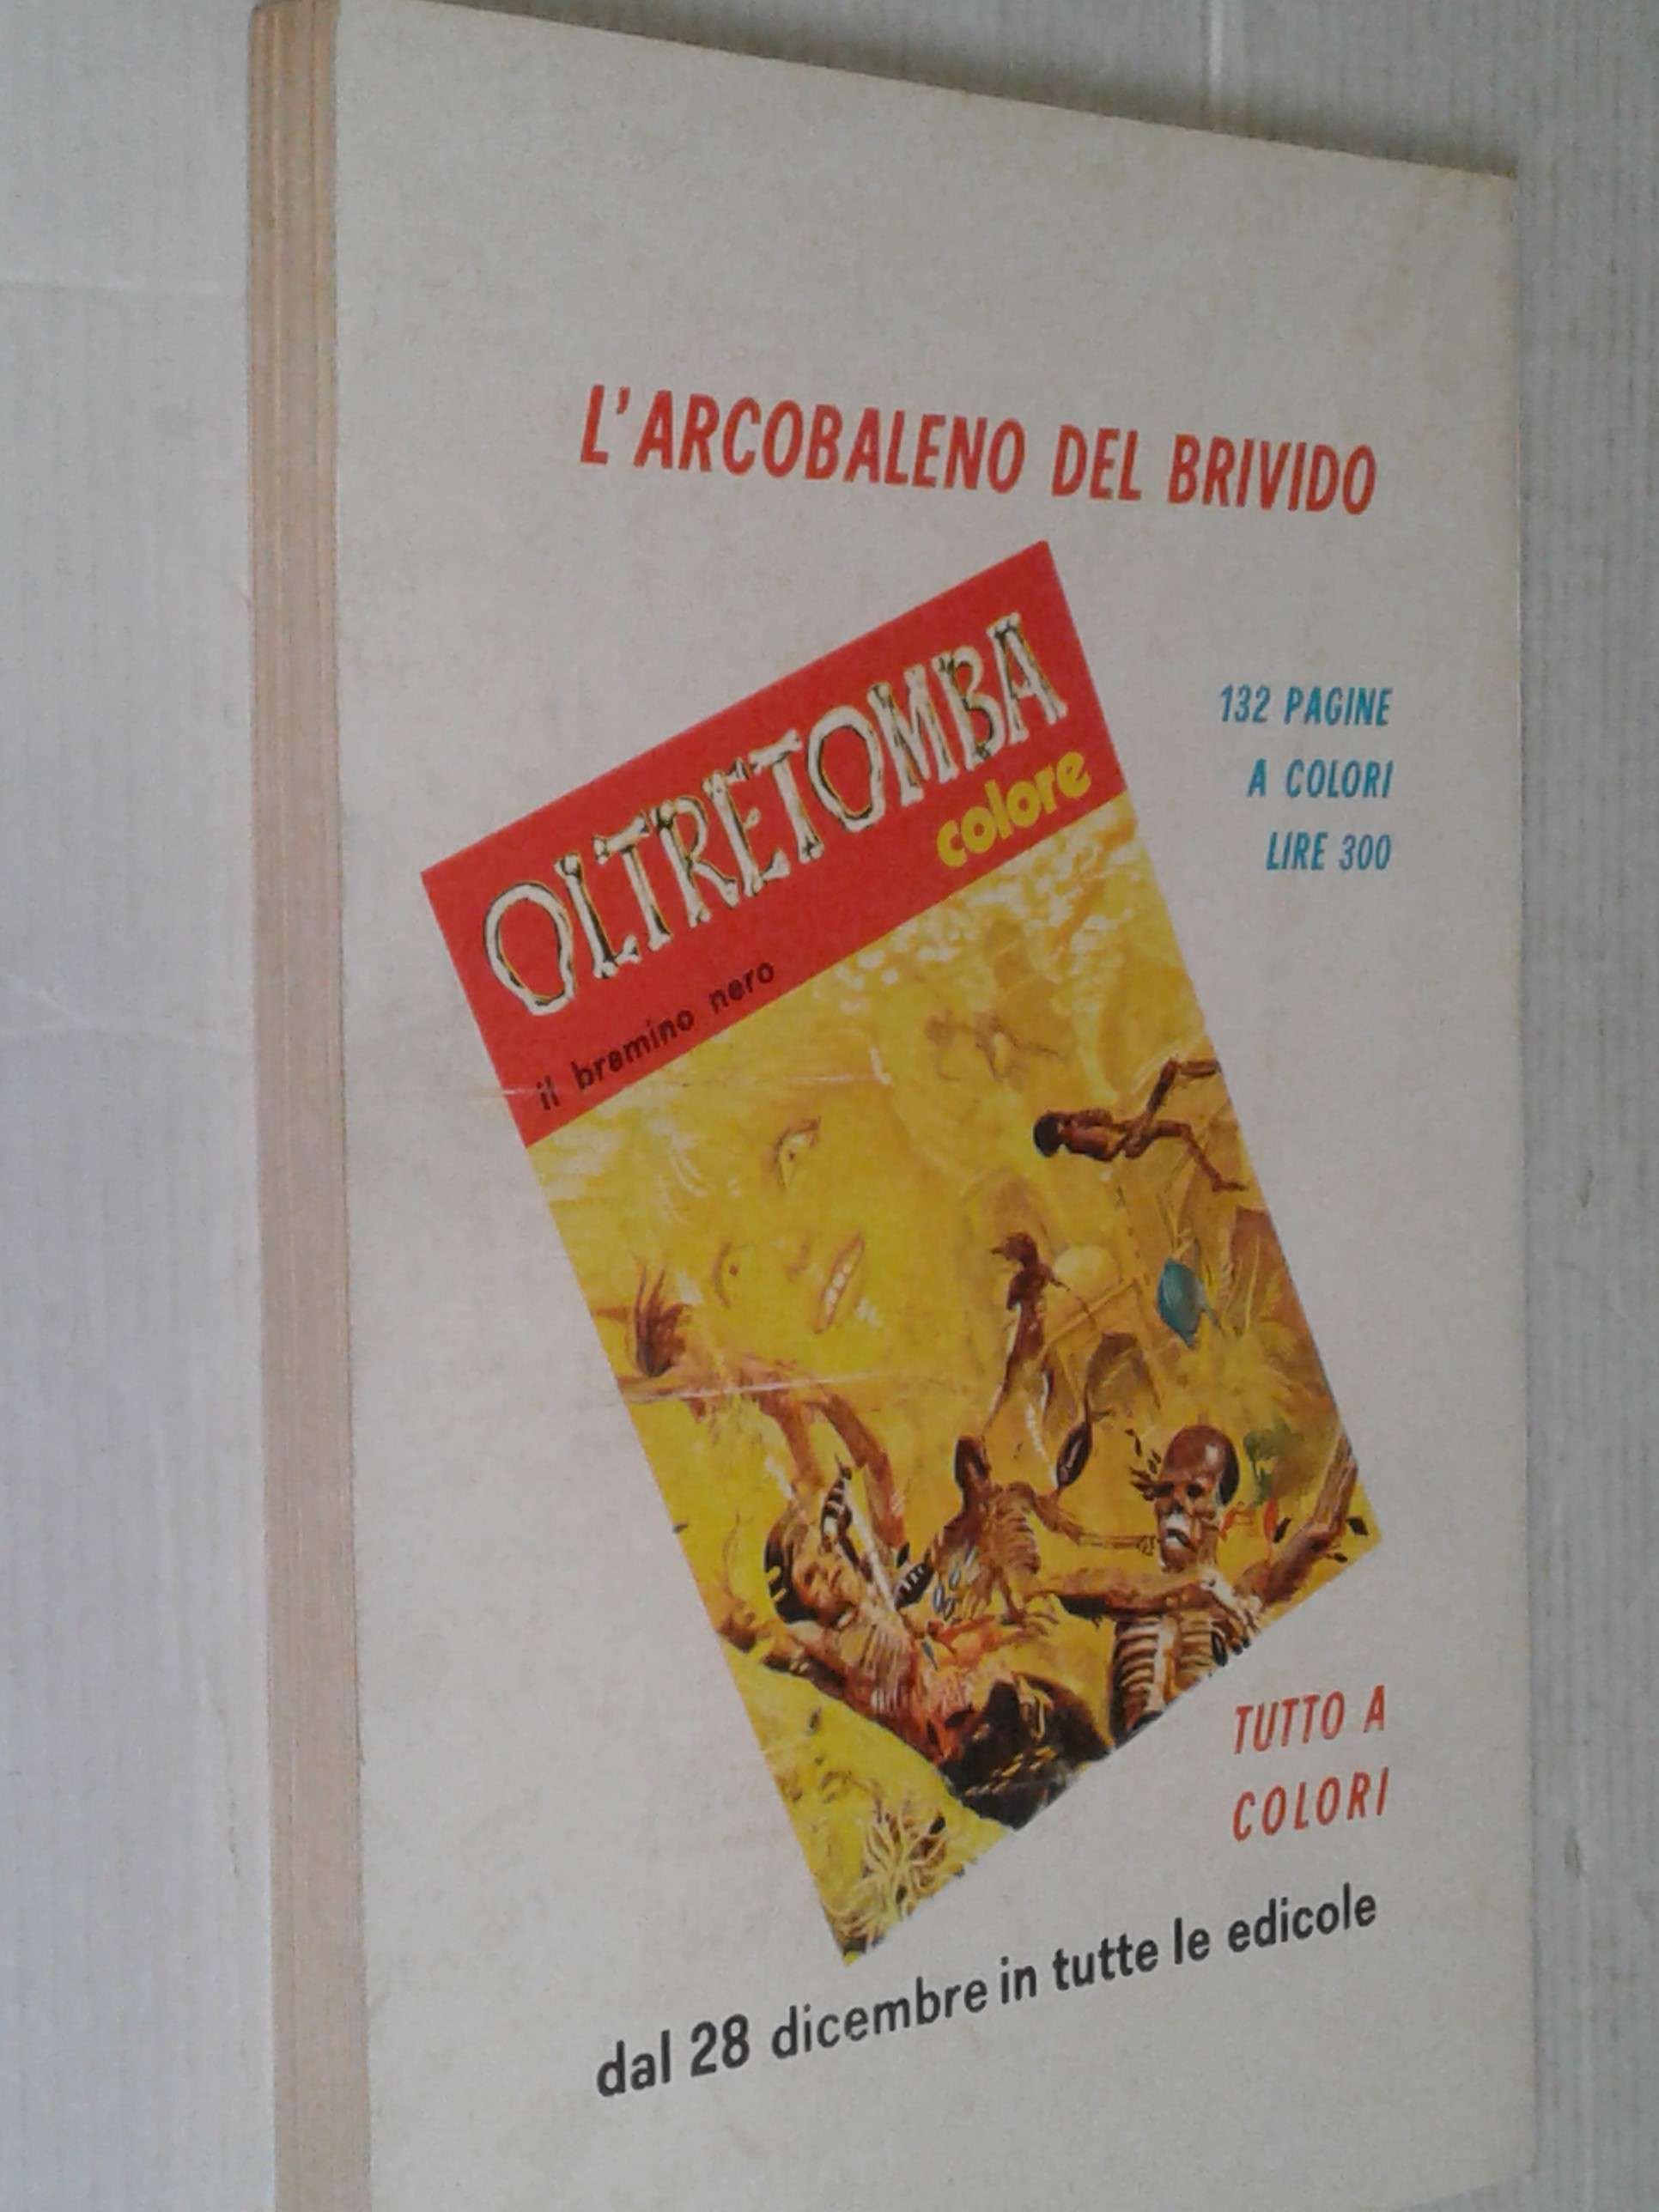 L'ARCOBALENO DEL BRIVIDO
OLTRETOMBA
colore
il bramino nero
132 PAGINE
A COLORI
LIRE 300
TUTTO A
COLORI
dal 28 dicembre in tutte le edicole